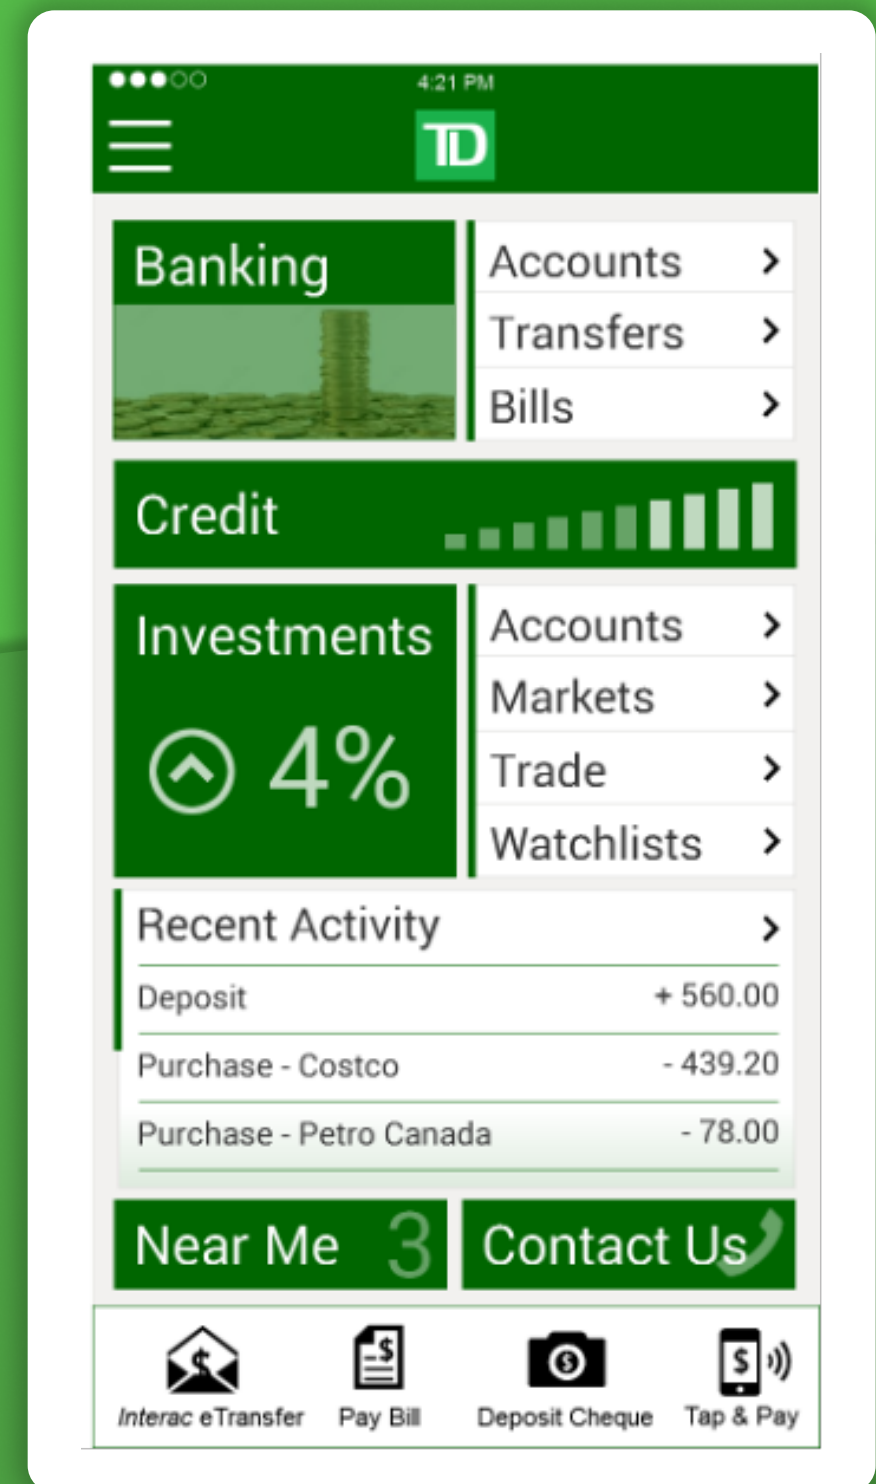 4:21 PM
TD
Banking
Accounts
Transfers
Bills
Credit
Investments
4%
Accounts
Markets
Trade
Watchlists
Recent Activity
Deposit + 560.00
Purchase - Costco - 439.20
Purchase - Petro Canada - 78.00
Near Me 3
Contact Us
$ $ $ $
Interac eTransfer Pay Bill Deposit Cheque Tap & Pay